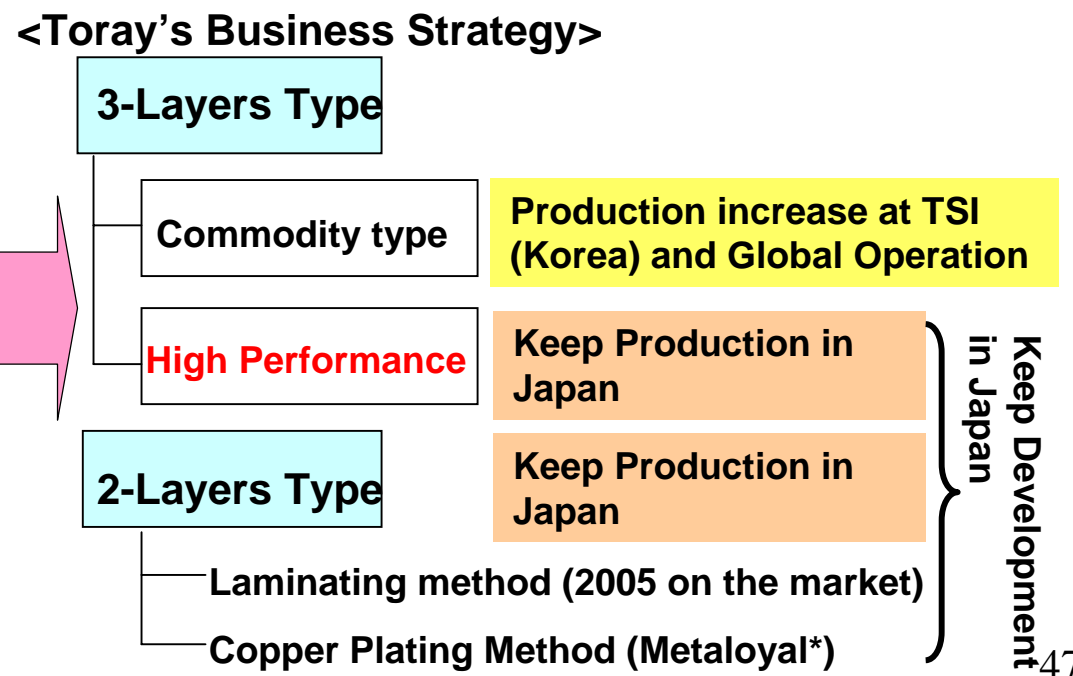 <Toray's Business Strategy>
3-Layers Type
Commodity type
Production increase at TSI
(Korea) and Global Operation
High Performance
Keep Production in
Japan
2-Layers Type
Keep Production in
Japan
Laminating method (2005 on the market)
Copper Plating Method (Metaloyal*)
Keep Development
in Japan
47